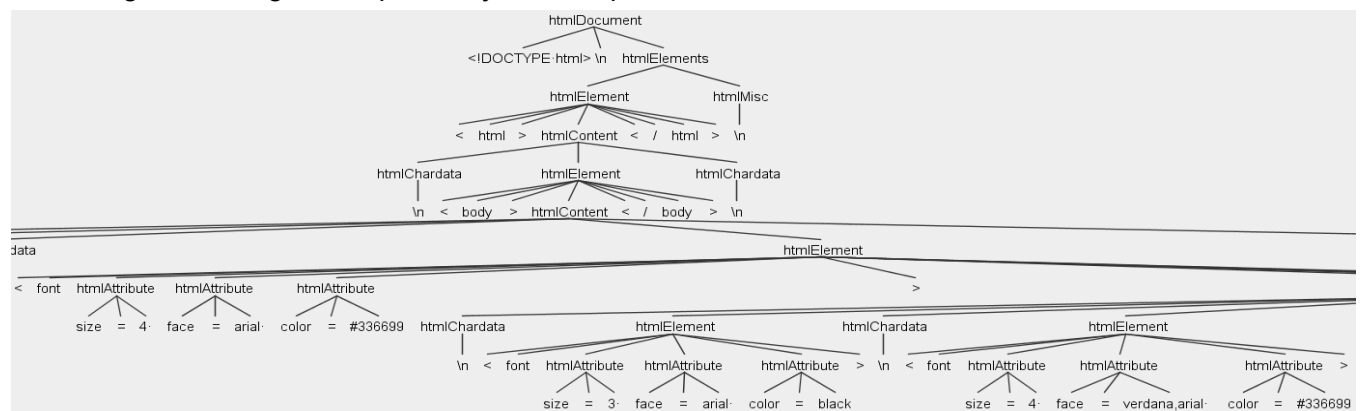 htmlDocument
<!DOCTYPE·html> \n htmlElements
htmlElement htmlMisc
< html > htmlContent < / html > \n
htmlChardata htmlElement htmlChardata
\n < body > htmlContent < / body > \n
data htmlElement
< font htmlAttribute htmlAttribute htmlAttribute >
size = 4· face = arial· color = #336699 htmlChardata htmlElement htmlChardata htmlElement
\n < font htmlAttribute htmlAttribute htmlAttribute > \n < font htmlAttribute htmlAttribute htmlAttribute >
size = 3· face = arial· color = black size = 4· face = verdana,arial· color = #336699